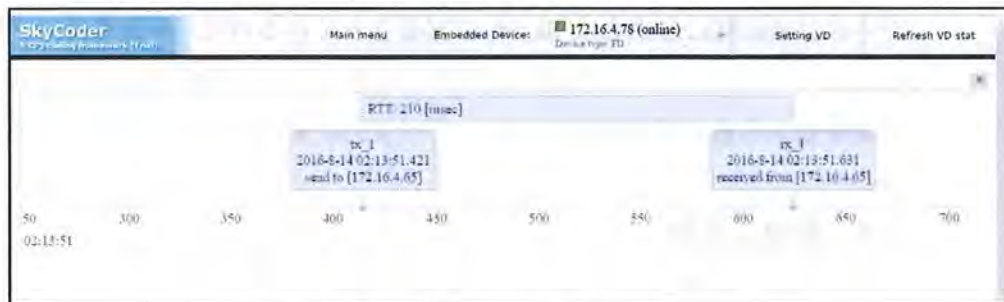 SkyCoder
Main menu
Embedded Device:
172.16.4.78 (online)
Device type: FD
Setting VD
Refresh VD stat
RTT: 210 [msec]
tx_1
2016-8-14 02:13:51.421
send to [172.16.4.65]
rx_1
2016-8-14 02:13:51.631
received from [172.16.4.65]
50 300 350 400 450 500 550 600 650 700
02:13:51